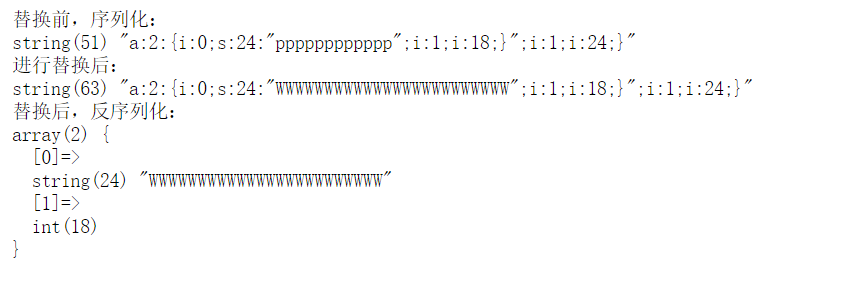 替换前，序列化：
string(51) "a:2:{i:0;s:24:"pppppppppppp";i:1;i:18;}";i:1;i:24;}"
进行替换后：
string(63) "a:2:{i:0;s:24:"WWWWWWWWWWWWWWWWWWWWWWWW";i:1;i:18;}";i:1;i:24;}"
替换后，反序列化：
array(2) {
  [0]=>
  string(24) "WWWWWWWWWWWWWWWWWWWWWWWW"
  [1]=>
  int(18)
}